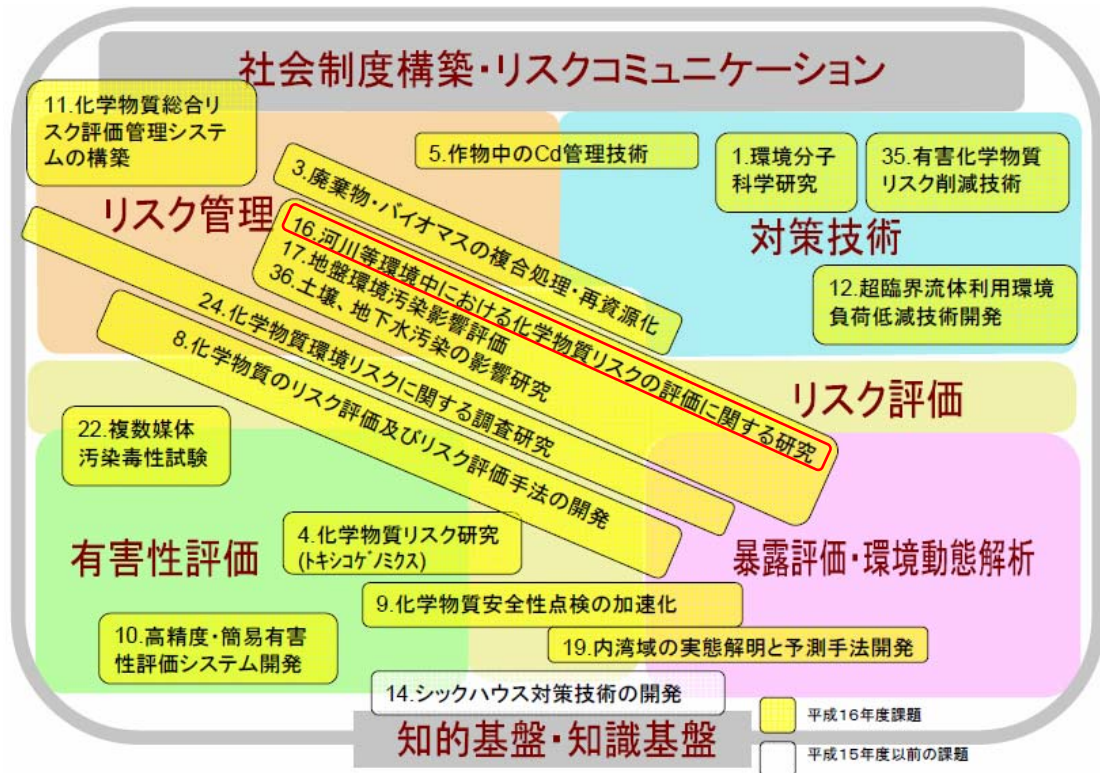 社会制度構築・リスクコミュニケーション
11.化学物質総合リ
スク評価管理システ
ムの構築
5.作物中のCd管理技術
1.環境分子
科学研究
35.有害化学物質
リスク削減技術
リスク管理
対策技術
3.廃棄物・バイオマスの複合処理・再資源化
16.河川等環境中における化学物質リスクの評価に関する研究
17.地盤環境汚染影響評価
36.土壌、地下水汚染の影響研究
24.化学物質環境リスクに関する調査研究
8.化学物質のリスク評価及びリスク評価手法の開発
12.超臨界流体利用環境
負荷低減技術開発
リスク評価
22.複数媒体
汚染毒性試験
有害性評価
4.化学物質リスク研究
(ﾄｷｼｺｹﾞﾉﾐｸｽ)
暴露評価・環境動態解析
9.化学物質安全性点検の加速化
10.高精度・簡易有害
性評価システム開発
19.内湾域の実態解明と予測手法開発
14.シックハウス対策技術の開発
知的基盤・知識基盤
平成16年度課題
平成15年度以前の課題